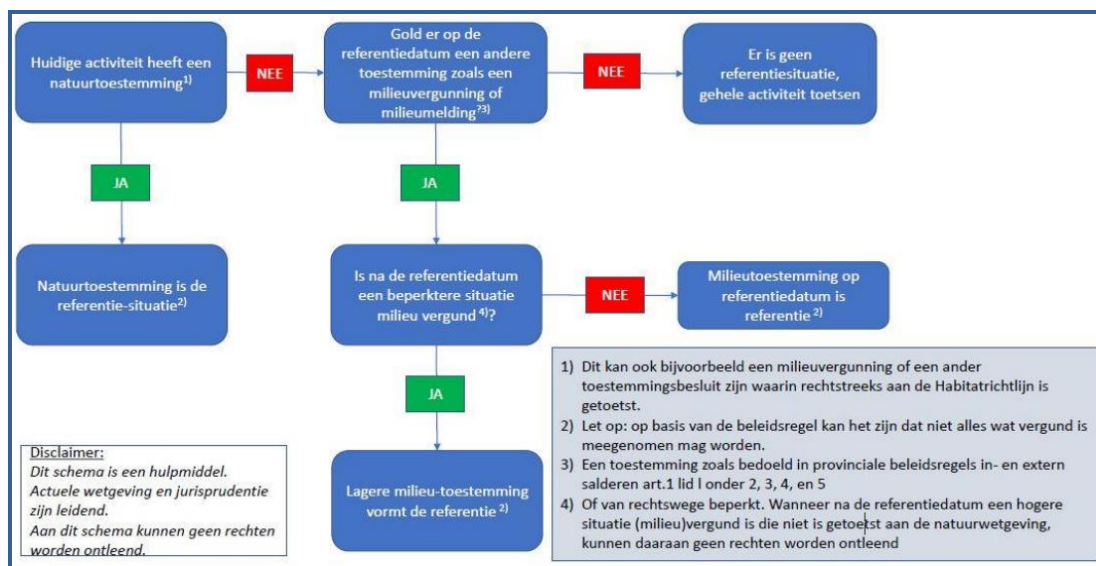 Huidige activiteit heeft een
natuurtoestemming1)
NEE
Gold er op de
referentiedatum een andere
toestemming zoals een
milieuvergunning of
milieumelding?3)
NEE
Er is geen
referentiesituatie,
gehele activiteit toetsen
JA
JA
Natuurtoestemming is de
referentie-situatie2)
Is na de referentiedatum
een beperktere situatie
milieu vergund 4)?
NEE
Milieutoestemming op
referentiedatum is
referentie 2)
JA
Lagere milieu-toestemming
vormt de referentie 2)
Disclaimer:
Dit schema is een hulpmiddel.
Actuele wetgeving en jurisprudentie
zijn leidend.
Aan dit schema kunnen geen rechten
worden ontleend.
1) Dit kan ook bijvoorbeeld een milieuvergunning of een ander
toestemmingsbesluit zijn waarin rechtstreeks aan de Habitatrichtlijn is
getoetst.
2) Let op: op basis van de beleidsregel kan het zijn dat niet alles wat vergund is
meegenomen mag worden.
3) Een toestemming zoals bedoeld in provinciale beleidsregels in- en extern
salderen art.1 lid l onder 2, 3, 4, en 5
4) Of van rechtswege beperkt. Wanneer na de referentiedatum een hogere
situatie (milieu)vergund is die niet is getoetst aan de natuurwetgeving,
kunnen daaraan geen rechten worden ontleend